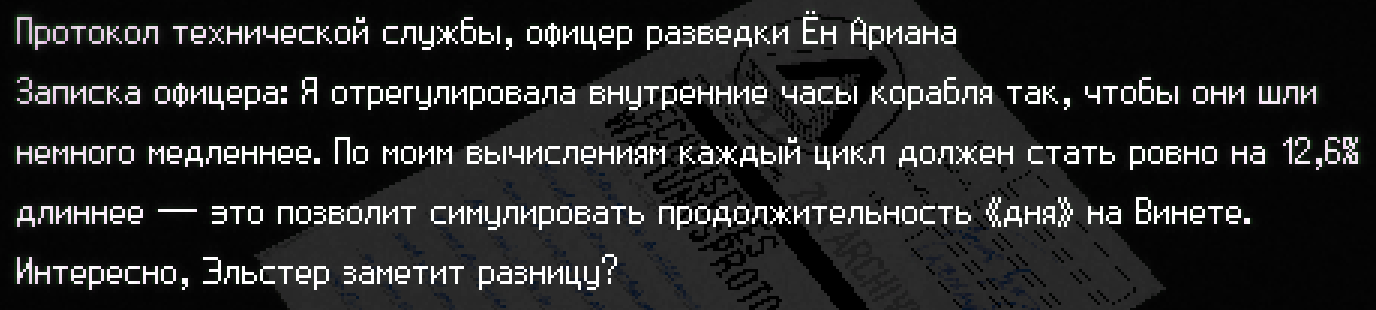 Протокол технической службы, офицер разведки Ён Ариана
Записка офицера: Я отрегулировала внутренние часы корабля так, чтобы они шли
немного медленнее. По моим вычислениям каждый цикл должен стать ровно на 12,6%
длиннее — это позволит симулировать продолжительность 《дня》 на Винете.
Интересно, Эльстер заметит разницу?